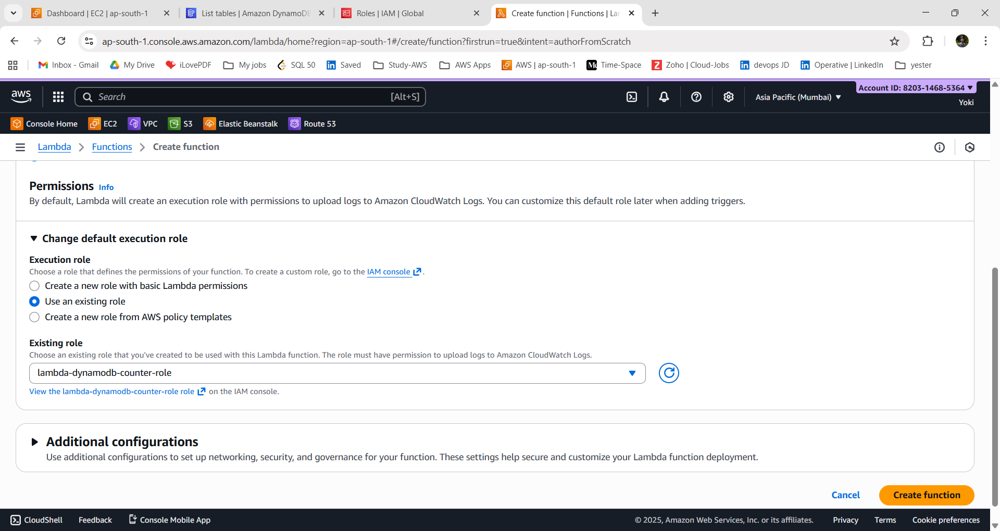 Dashboard | EC2 | ap-south-1
List tables | Amazon DynamoDB
Roles | IAM | Global
Create function | Functions | La
ap-south-1.console.aws.amazon.com/lambda/home?region=ap-south-1#/create/function?firstrun=true&intent=authorFromScratch
Inbox - Gmail
My Drive
iLovePDF
My jobs
SQL 50
Saved
Study-AWS
AWS Apps
AWS | ap-south-1
Time-Space
Zoho | Cloud-Jobs
devops JD
Operative | LinkedIn
yester
aws
Search
[Alt+S]
Asia Pacific (Mumbai)
Account ID: 8203-1468-5364
Yoki
Console Home
EC2
VPC
S3
Elastic Beanstalk
Route 53
Lambda
Functions
Create function
Permissions Info
By default, Lambda will create an execution role with permissions to upload logs to Amazon CloudWatch Logs. You can customize this default role later when adding triggers.
Change default execution role
Execution role
Choose a role that defines the permissions of your function. To create a custom role, go to the IAM console.
Create a new role with basic Lambda permissions
Use an existing role
Create a new role from AWS policy templates
Existing role
Choose an existing role that you've created to be used with this Lambda function. The role must have permission to upload logs to Amazon CloudWatch Logs.
lambda-dynamodb-counter-role
View the lambda-dynamodb-counter-role role on the IAM console.
Additional configurations
Use additional configurations to set up networking, security, and governance for your function. These settings help secure and customize your Lambda function deployment.
Cancel
Create function
CloudShell
Feedback
Console Mobile App
© 2025, Amazon Web Services, Inc. or its affiliates.
Privacy
Terms
Cookie preferences